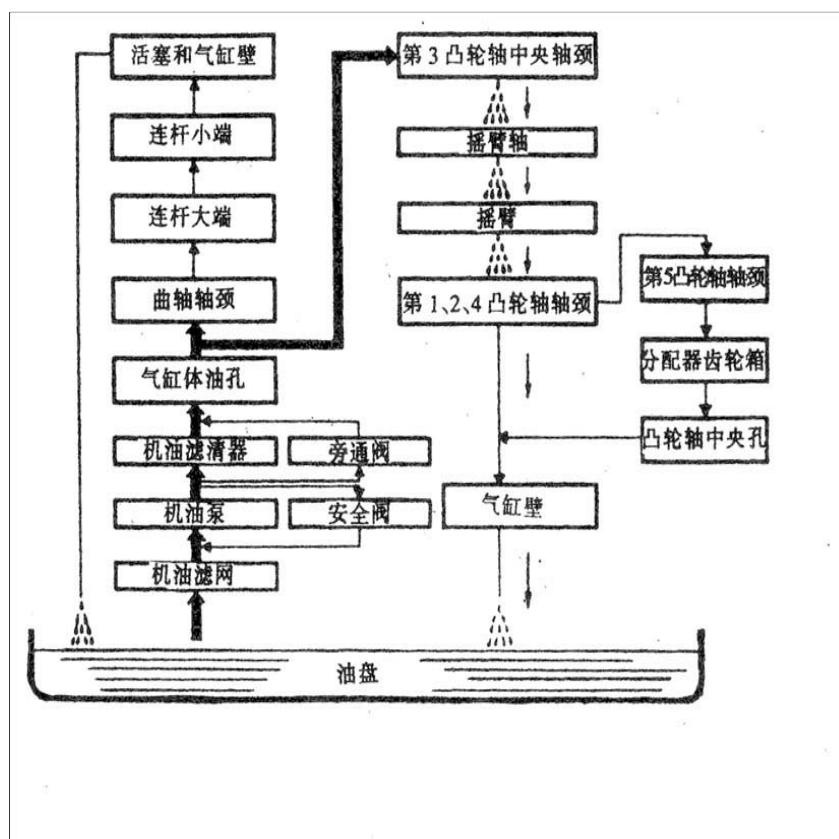 活塞和气缸壁
连杆小端
连杆大端
曲轴轴颈
气缸体油孔
机油滤清器
旁通阀
机油泵
安全阀
机油滤网
第3凸轮轴中央轴颈
摇臂轴
摇臂
第1、2、4凸轮轴轴颈
第5凸轮轴轴颈
分配器齿轮箱
凸轮轴中央孔
气缸壁
油盘